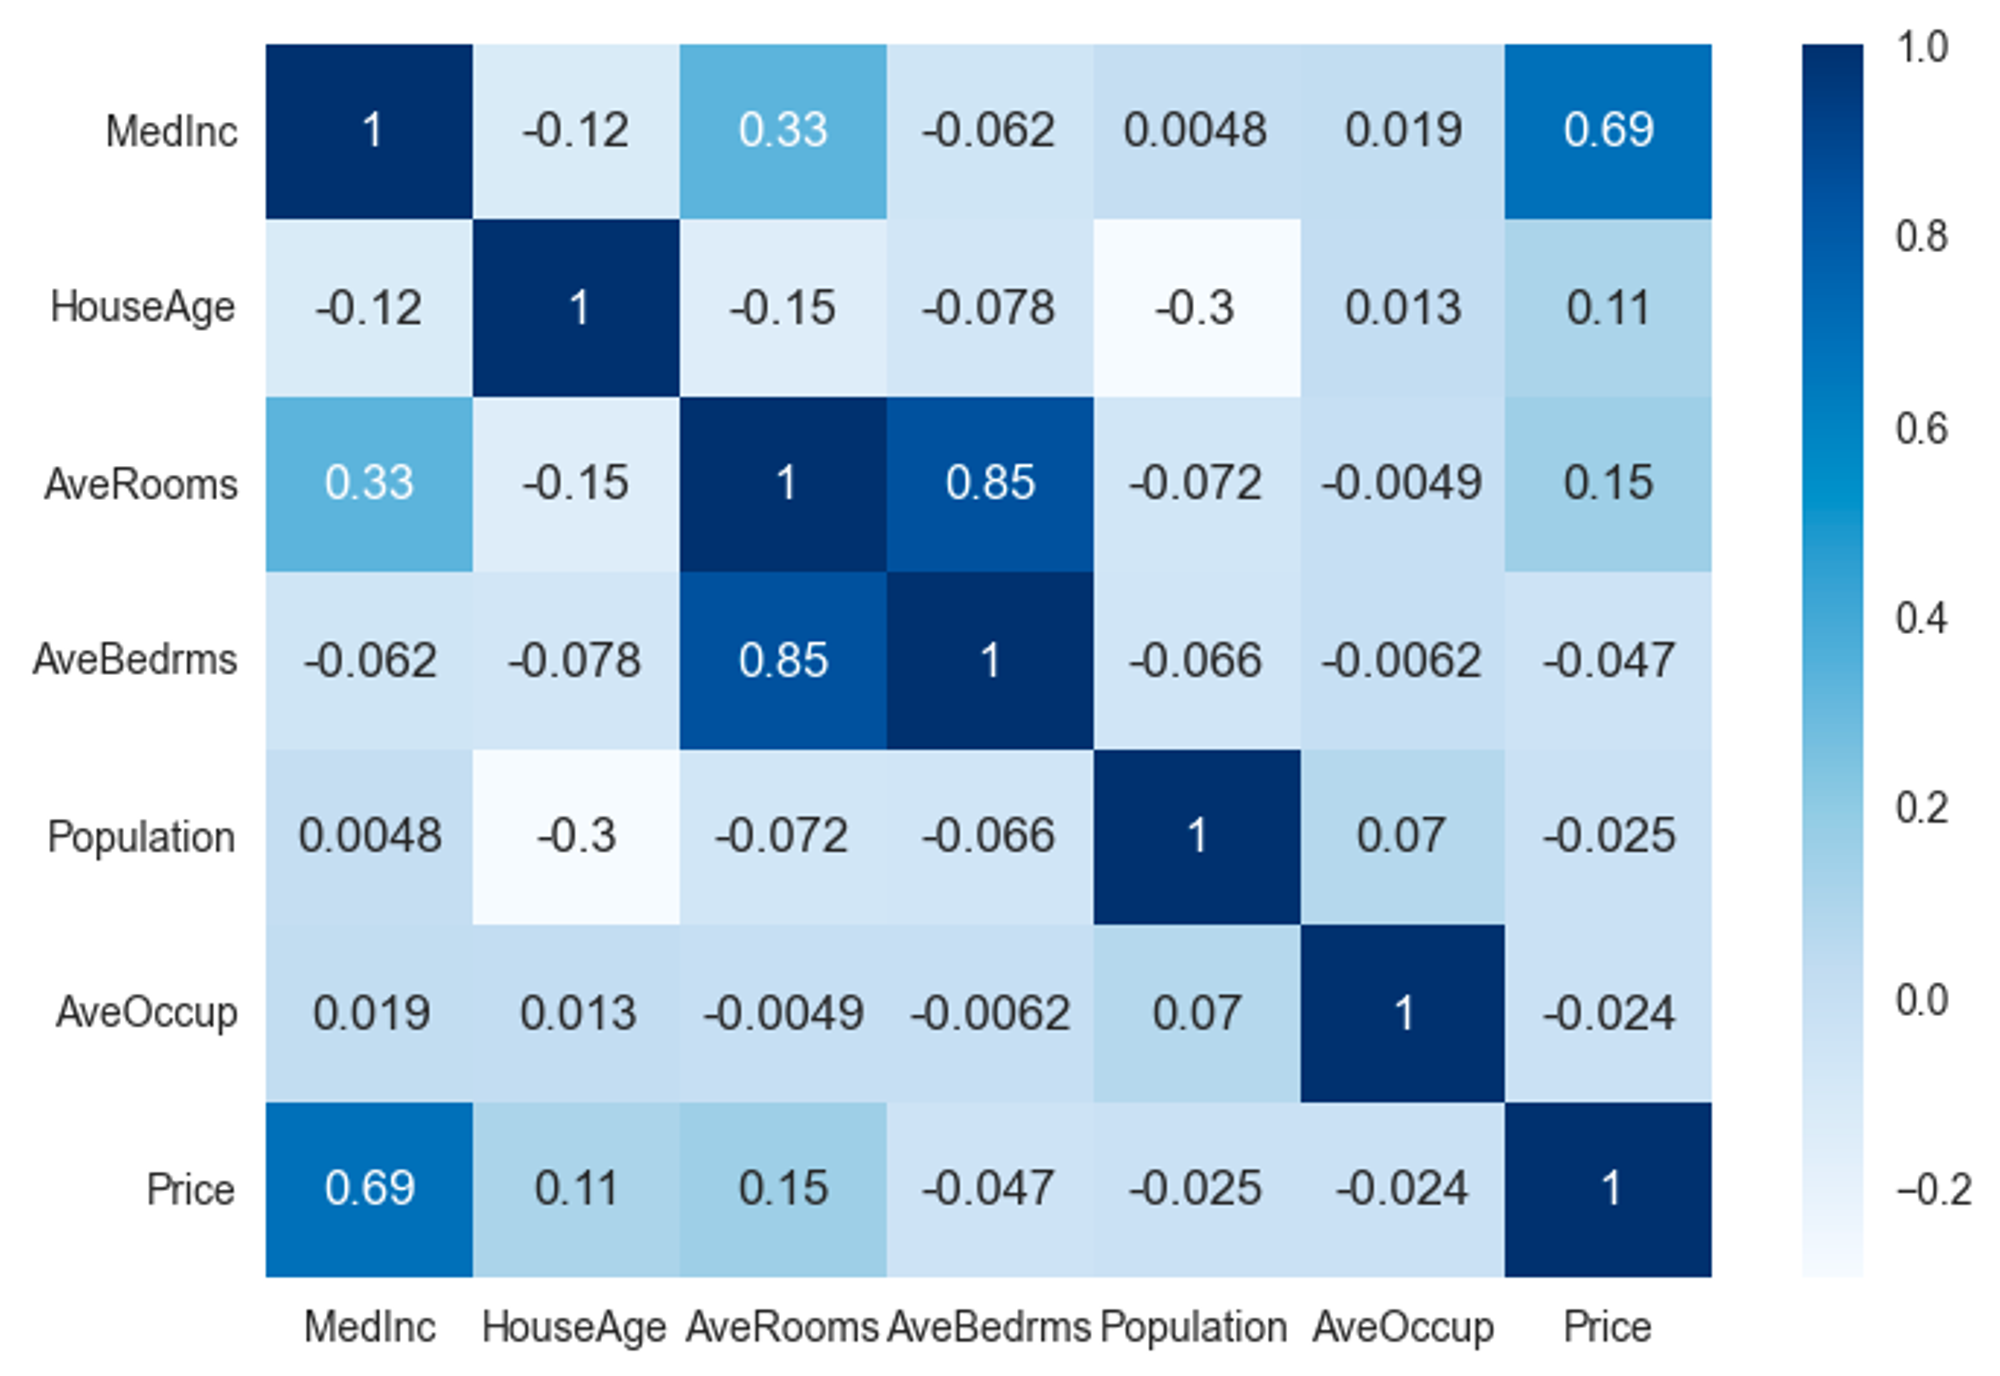 1.0
MedInc 1 -0.12 0.33 -0.062 0.0048 0.019 0.69
0.8
HouseAge -0.12 1 -0.15 -0.078 -0.3 0.013 0.11
0.6
AveRooms 0.33 -0.15 1 0.85 -0.072 -0.0049 0.15
0.4
AveBedrms -0.062 -0.078 0.85 1 -0.066 -0.0062 -0.047
0.2
Population 0.0048 -0.3 -0.072 -0.066 1 0.07 -0.025
0.0
AveOccup 0.019 0.013 -0.0049 -0.0062 0.07 1 -0.024
Price 0.69 0.11 0.15 -0.047 -0.025 -0.024 1
−0.2
MedInc HouseAge AveRooms AveBedrms Population AveOccup Price